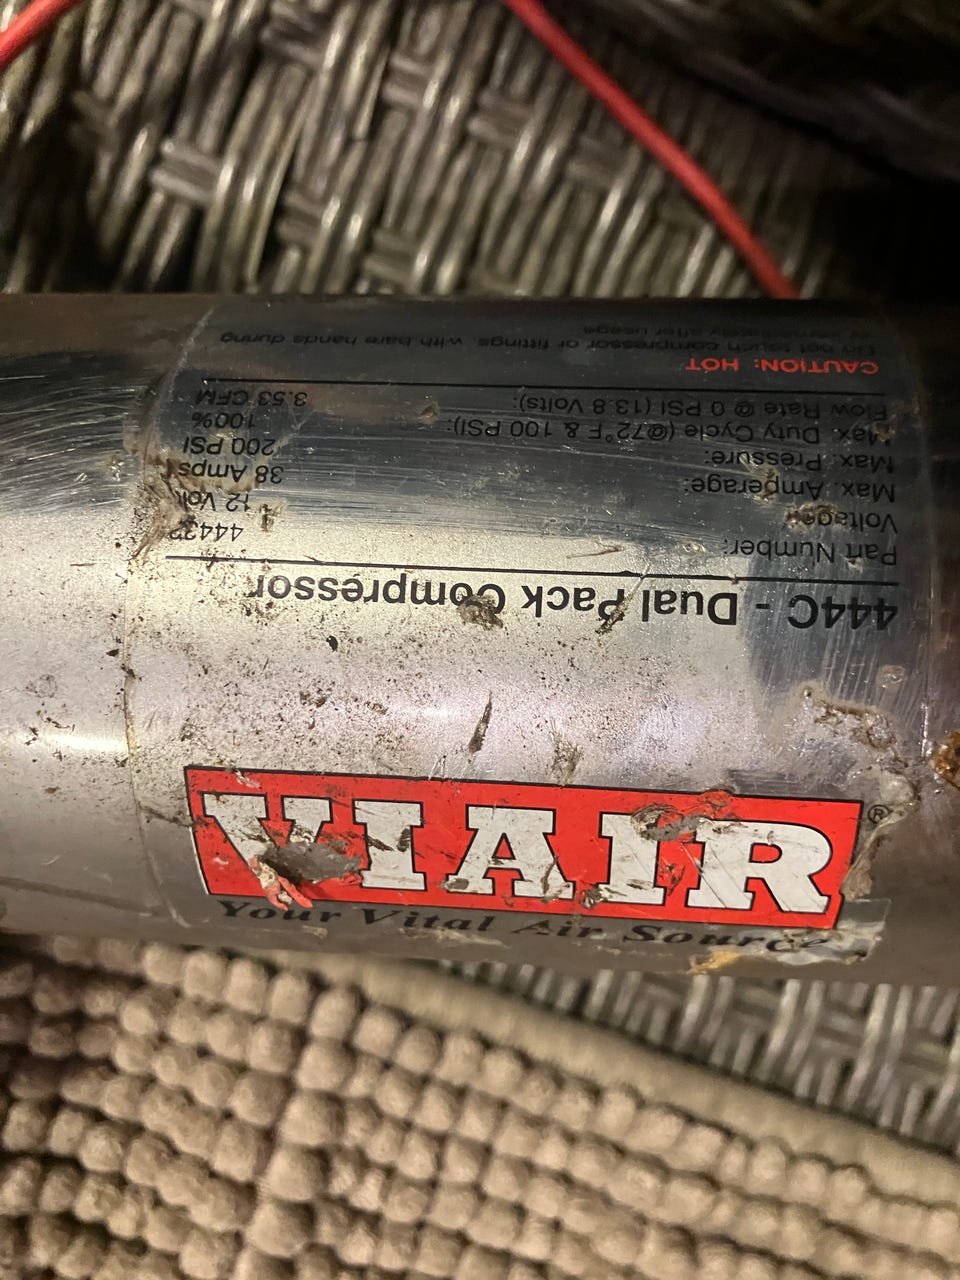 VIAIR®
Your Vital Air Source
444C - Dual Pack Compressor
Part Number:
Voltage: 12 Volt
Max. Amperage: 38 Amps
Max. Pressure: 200 PSI
Max. Duty Cycle (@72°F & 100 PSI): 100%
Flow Rate @ 0 PSI (13.8 Volts): 3.53 CFM
CAUTION: HOT
Do not touch compressor or fittings, with bare hands during
or immediately after usage